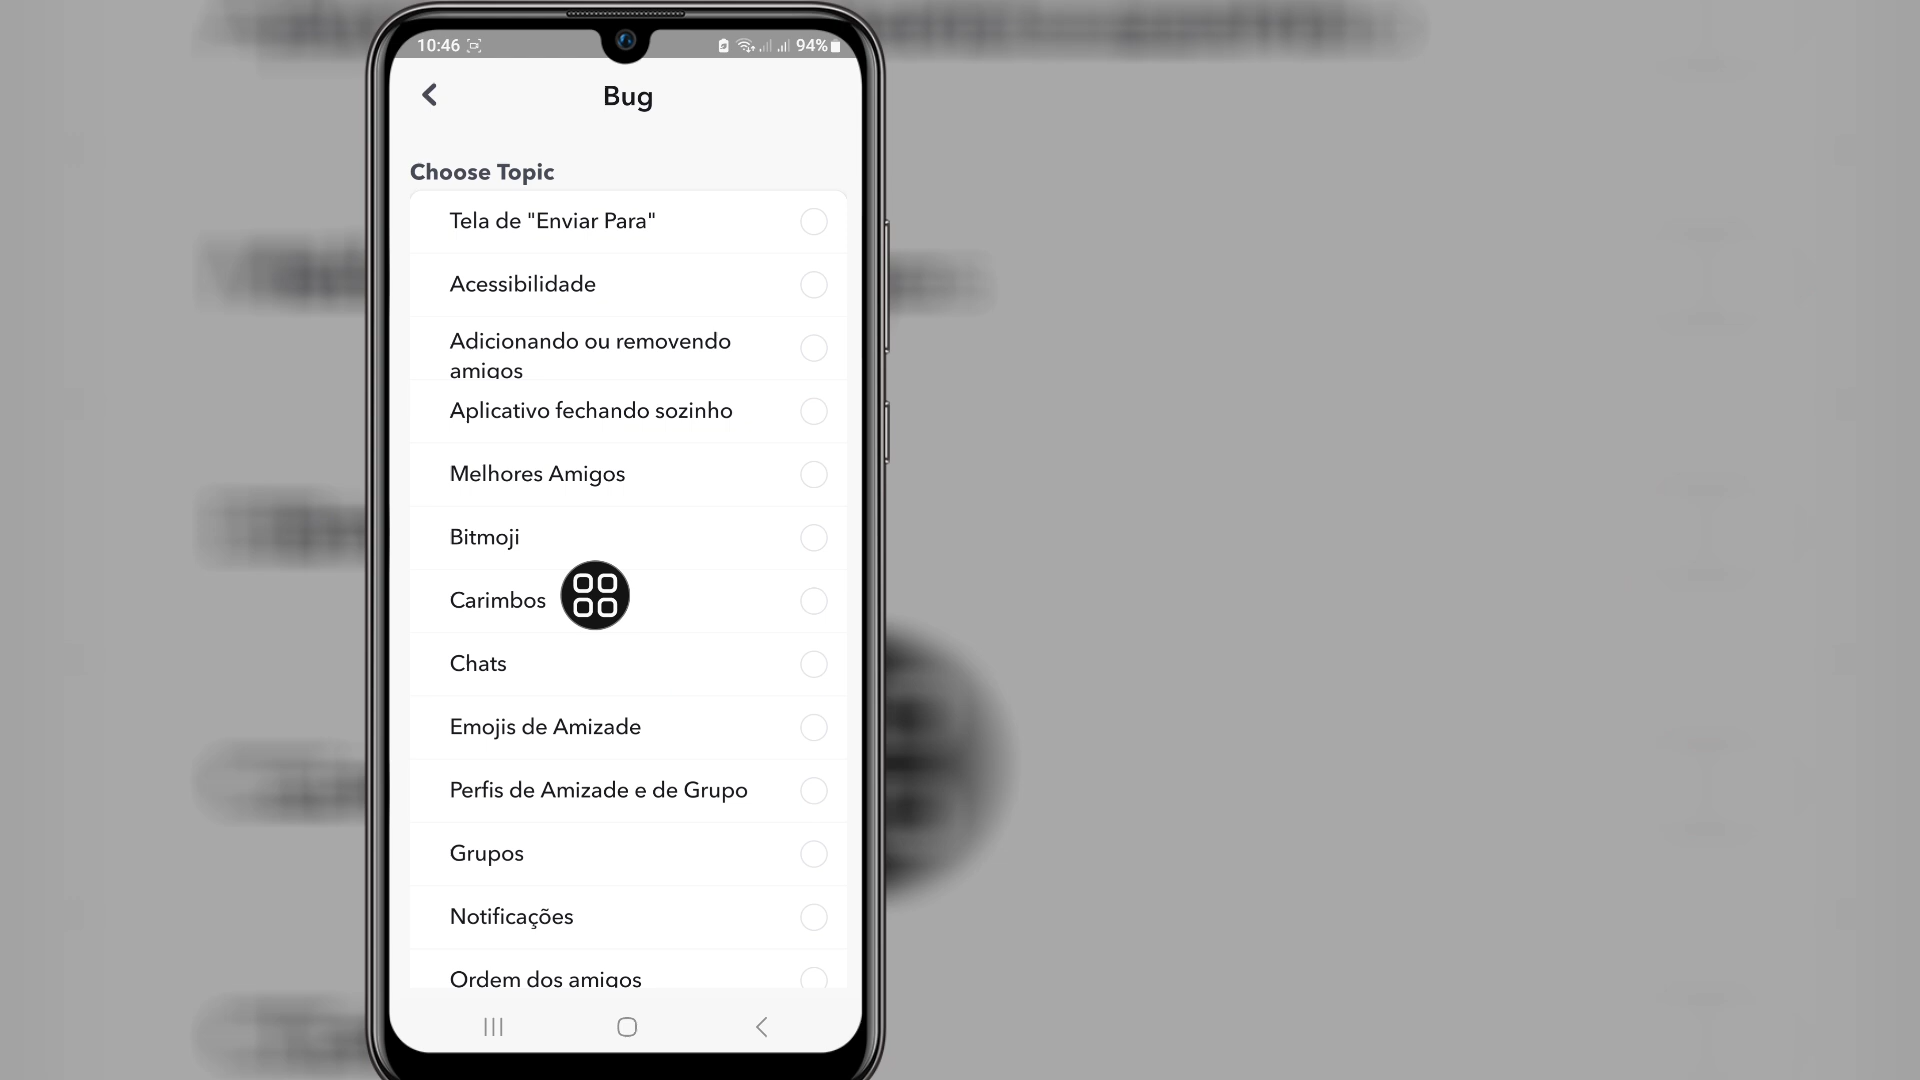 10:46
94%
Bug
Choose Topic
Tela de "Enviar Para"
Acessibilidade
Adicionando ou removendo
amigos
Aplicativo fechando sozinho
Melhores Amigos
Bitmoji
Carimbos
Chats
Emojis de Amizade
Perfis de Amizade e de Grupo
Grupos
Notificações
Ordem dos amigos